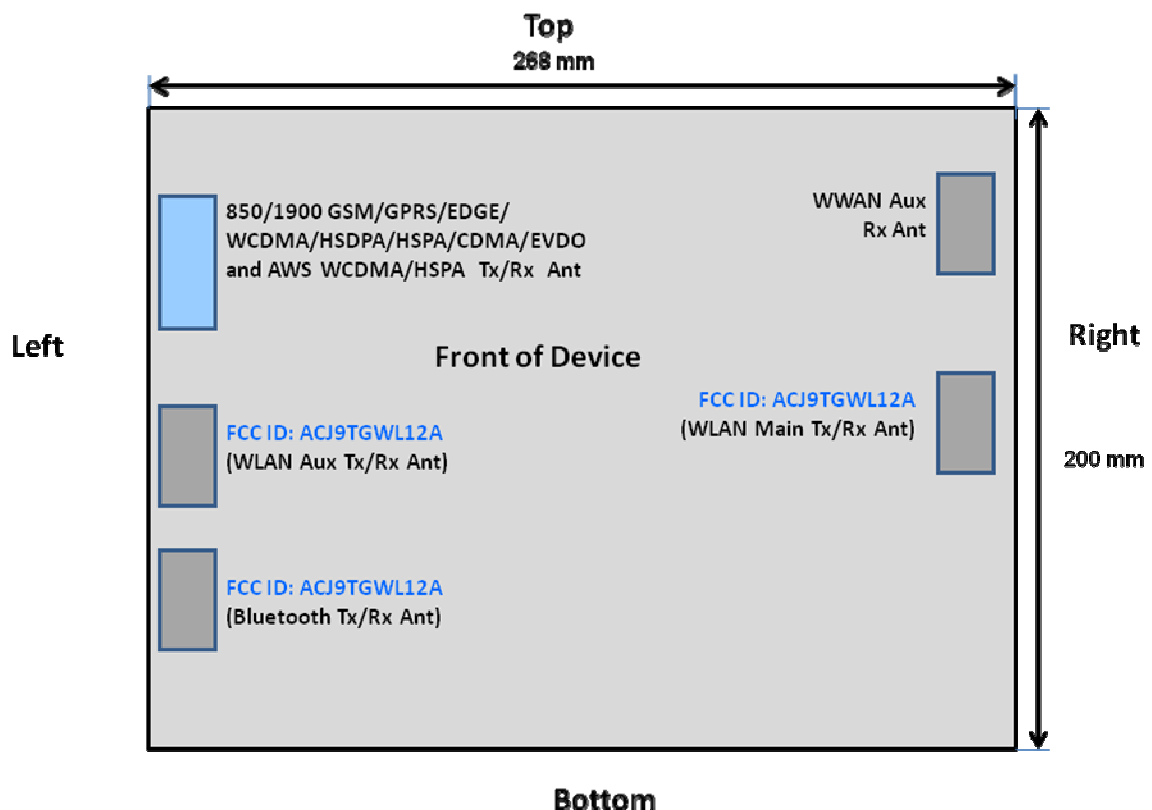 Top
268 mm
850/1900 GSM/GPRS/EDGE/
WCDMA/HSDPA/HSPA/CDMA/EVDO
and AWS WCDMA/HSPA Tx/Rx Ant
WWAN Aux
Rx Ant
Left
Front of Device
Right
FCC ID: ACJ9TGWL12A
(WLAN Main Tx/Rx Ant)
FCC ID: ACJ9TGWL12A
(WLAN Aux Tx/Rx Ant)
200 mm
FCC ID: ACJ9TGWL12A
(Bluetooth Tx/Rx Ant)
Bottom